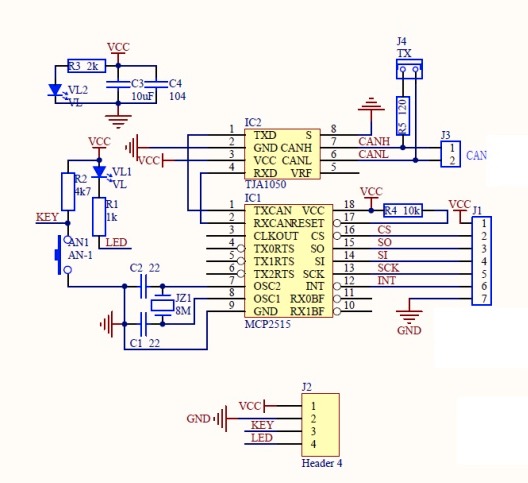 VCC
R3 2k
VL2
VL
C3
10uF
C4
104
J4
TX
R5 120
J3
1
2
CAN
CANH
CANL
IC2
1 TXD S 8
2 GND CANH 7
3 VCC CANL 6
4 RXD VRF 5
TJA1050
VCC
VCC
R2
4k7
VL1
VL
R1
1k
KEY
LED
AN1
AN-1
IC1
1 TXCAN VCC 18
2 RXCAN RESET 17
3 CLKOUT CS 16
4 TX0RTS SO 15
5 TX1RTS SI 14
6 TX2RTS SCK 13
7 OSC2 INT 12
8 OSC1 RX0BF 11
9 GND RX1BF 10
MCP2515
VCC
R4 10k
VCC
J1
1
2
3
4
5
6
7
CS
SO
SI
SCK
INT
GND
C2 22
JZ1
8M
C1 22
J2
VCC 1
GND 2
KEY 3
LED 4
Header 4